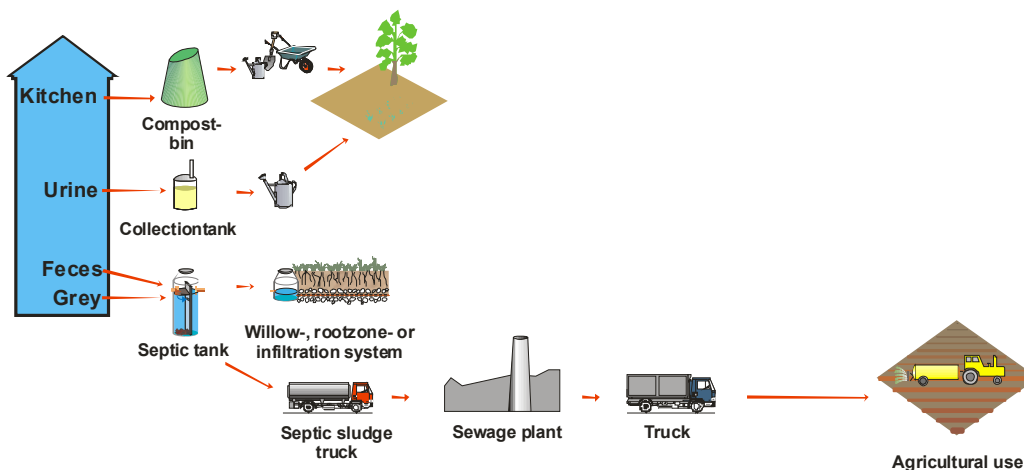 Kitchen
Compost-
bin
Urine
Collectiontank
Feces
Grey
Septic tank
Willow-, rootzone- or
infiltration system
Septic sludge
truck
Sewage plant
Truck
Agricultural use